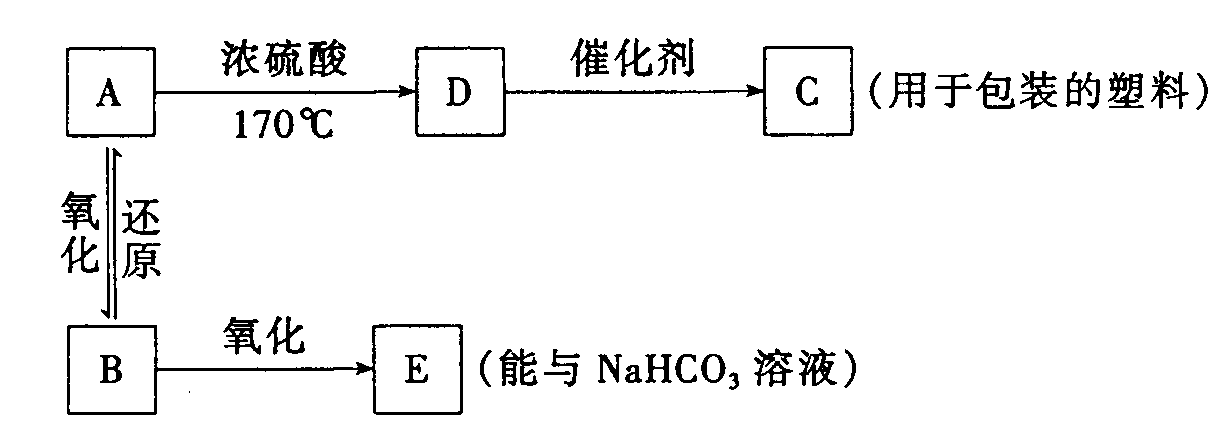 浓硫酸 催化剂
A D C (用于包装的塑料)
170℃
氧化 还原
氧化
B E (能与 NaHCO₃ 溶液)